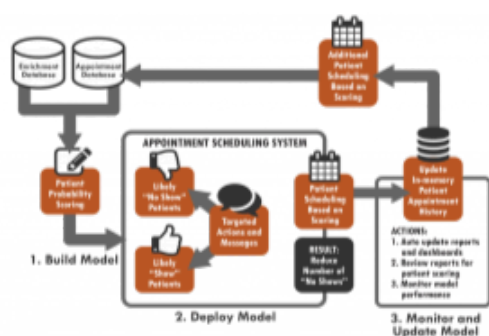 Enrichment
Database
Appointment
Database
Additional
Patient
Scheduling
Based on
Scoring
Patient
Probability
Scoring
1. Build Model
APPOINTMENT SCHEDULING SYSTEM
Likely
"No Show"
Patients
Targeted
Actions and
Messages
Likely
"Show"
Patients
2. Deploy Model
Patient
Scheduling
Based on
Scoring
RESULT:
Reduce
Number of
"No Shows"
Update
In-memory
Patient
Appointment
History
ACTIONS:
1. Auto update reports
and dashboards
2. Review reports for
patient scoring
3. Monitor model
performance
3. Monitor and
Update Model